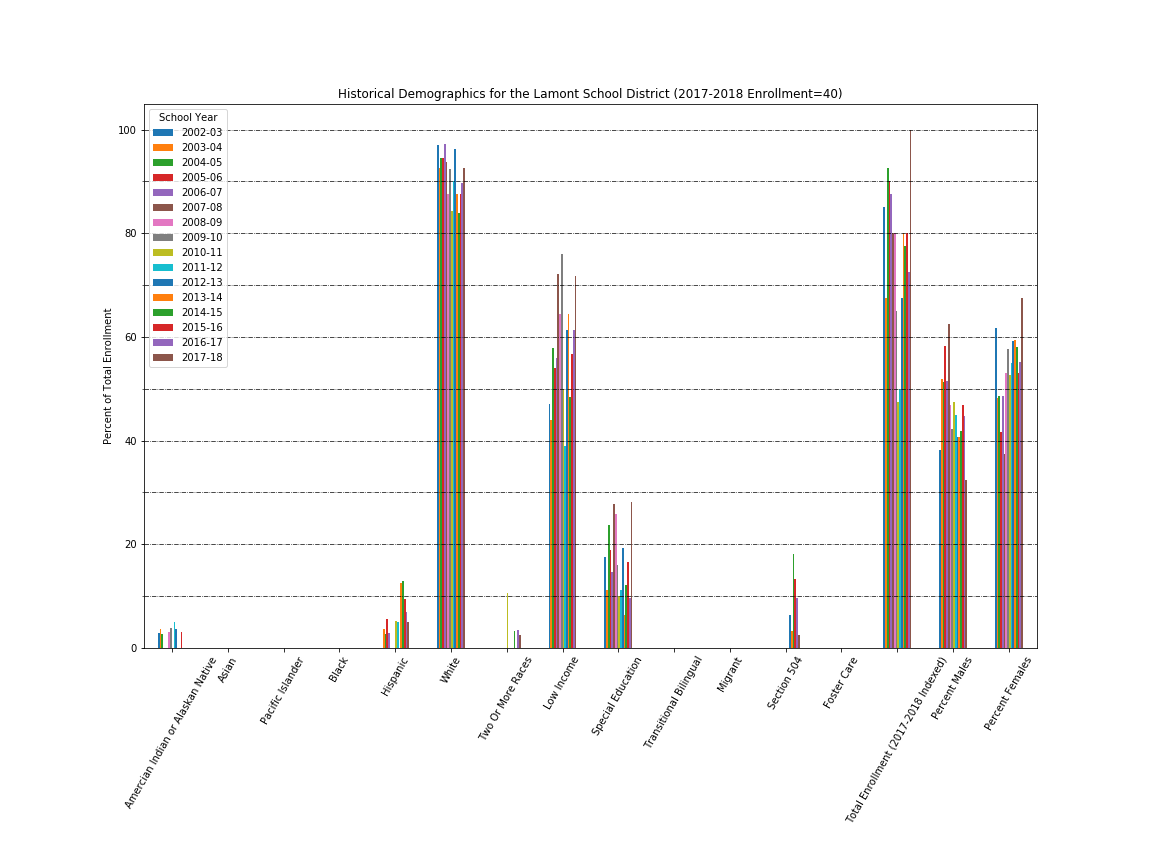 Historical Demographics for the Lamont School District (2017-2018 Enrollment=40)
School Year
2002-03
2003-04
2004-05
2005-06
2006-07
2007-08
2008-09
2009-10
2010-11
2011-12
2012-13
2013-14
2014-15
2015-16
2016-17
2017-18
Percent of Total Enrollment
100
80
60
40
20
0
Amercian Indian or Alaskan Native
Asian
Pacific Islander
Black
Hispanic
White
Two Or More Races
Low Income
Special Education
Transitional Bilingual
Migrant
Section 504
Foster Care
Total Enrollment (2017-2018 Indexed)
Percent Males
Percent Females